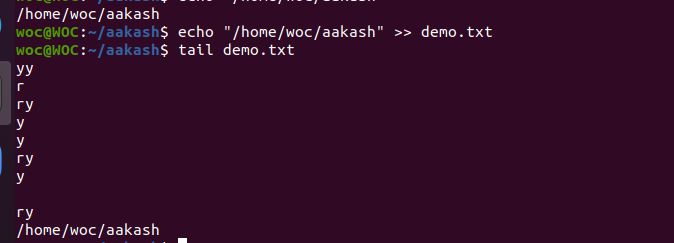 /home/woc/aakash
woc@WOC:~/aakash$ echo "/home/woc/aakash" >> demo.txt
woc@WOC:~/aakash$ tail demo.txt
yy
r
ry
y
y
ry
y

ry
/home/woc/aakash